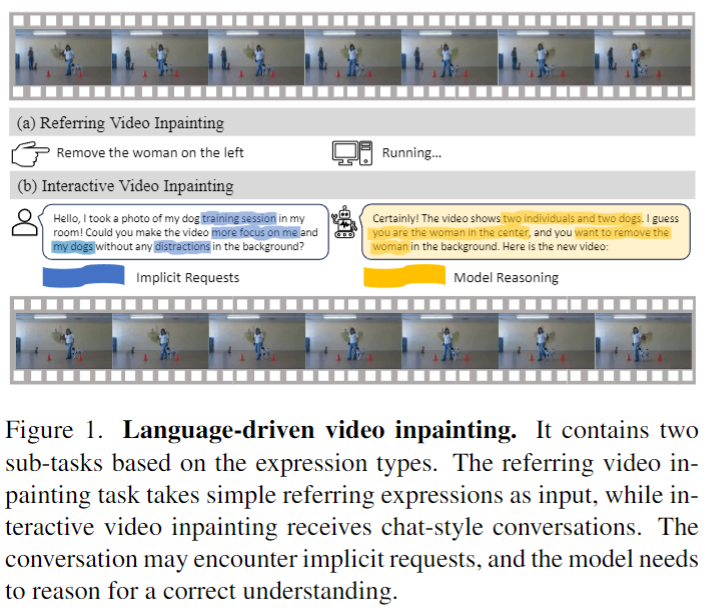 (a) Referring Video Inpainting
Remove the woman on the left
Running...
(b) Interactive Video Inpainting
Hello, I took a photo of my dog training session in my
room! Could you make the video more focus on me and
my dogs without any distractions in the background?
Certainly! The video shows two individuals and two dogs. I guess
you are the woman in the center, and you want to remove the
woman in the background. Here is the new video:
Implicit Requests
Model Reasoning
Figure 1. Language-driven video inpainting. It contains two
sub-tasks based on the expression types. The referring video in-
painting task takes simple referring expressions as input, while in-
teractive video inpainting receives chat-style conversations. The
conversation may encounter implicit requests, and the model needs
to reason for a correct understanding.